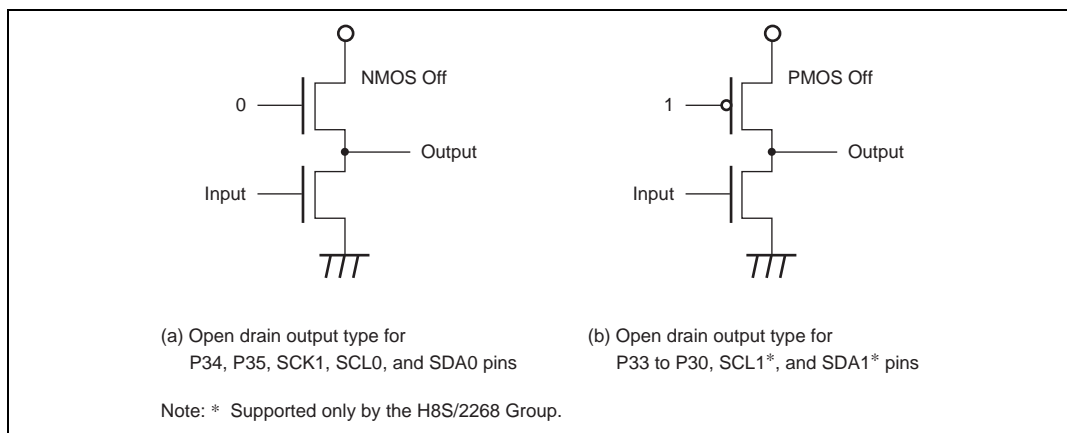 NMOS Off
0
Output
Input
PMOS Off
1
Output
Input
(a) Open drain output type for
P34, P35, SCK1, SCL0, and SDA0 pins
(b) Open drain output type for
P33 to P30, SCL1*, and SDA1* pins
Note: * Supported only by the H8S/2268 Group.